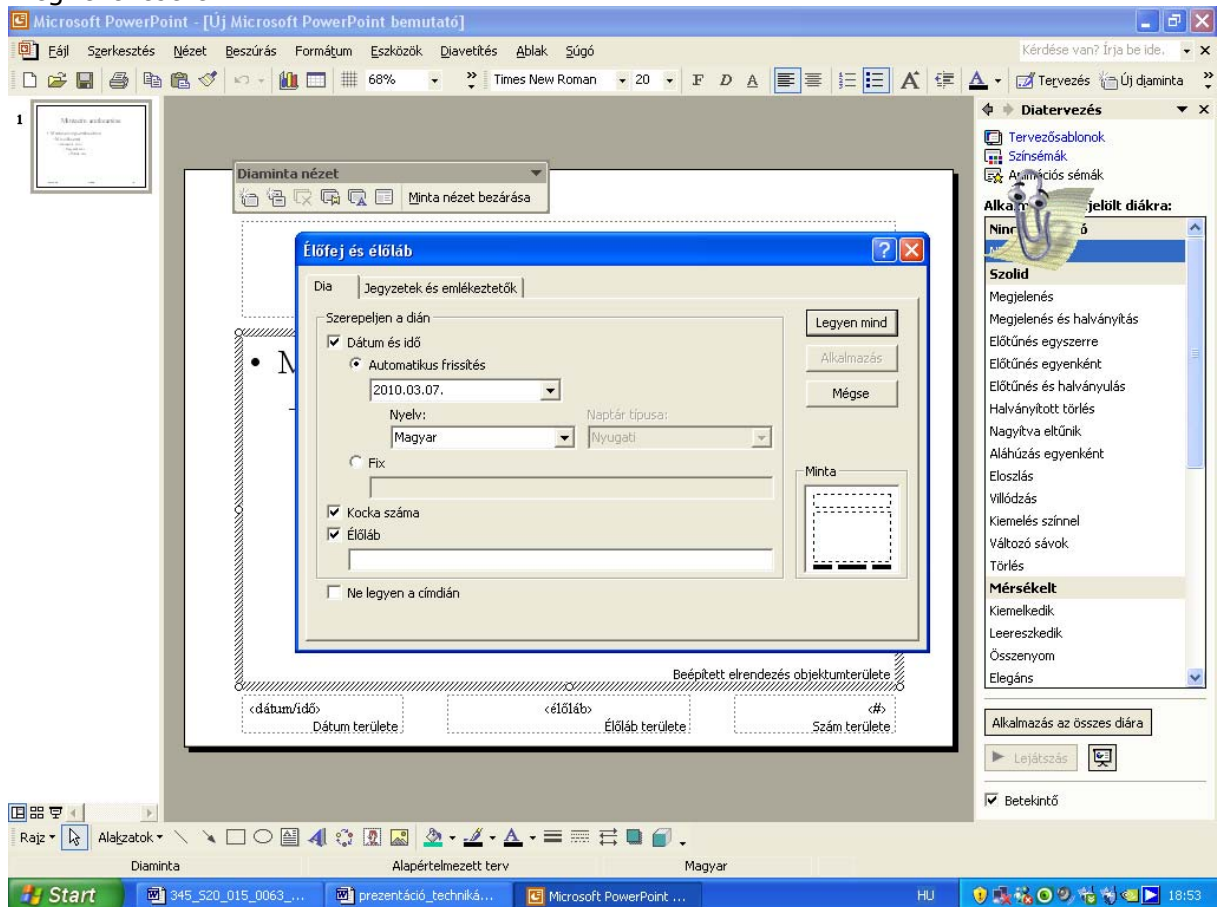 Microsoft PowerPoint - [Új Microsoft PowerPoint bemutató]
Fájl Szerkesztés Nézet Beszúrás Formátum Eszközök Diavetítés Ablak Súgó Kérdése van? Írja be ide.
68% Times New Roman 20 F D A Tervezés Új diaminta
1
Diatervezés
Tervezősablonok
Színsémák
Animációs sémák
jelölt diákra:
Szolid
Megjelenés
Megjelenés és halványítás
Előtűnés egyszerre
Előtűnés egyenként
Előtűnés és halványulás
Halványított törlés
Nagyítva eltűnik
Aláhúzás egyenként
Eloszlás
Villódzás
Kiemelés színnel
Változó sávok
Törlés
Mérsékelt
Kiemelkedik
Leereszkedik
Összenyom
Elegáns
Alkalmazás az összes diára
Lejátszás
Betekintő
Diaminta nézet
Minta nézet bezárása
Élőfej és élőláb
Dia Jegyzetek és emlékeztetők
Szerepeljen a dián
Dátum és idő
Automatikus frissítés
2010.03.07.
Nyelv: Naptár típusa:
Magyar Nyugati
Fix
Kocka száma
Élőláb
Ne legyen a címdián
Legyen mind
Alkalmazás
Mégse
Minta
• M
–
Beépített elrendezés objektumterülete
<dátum/idő> <élőláb> <#>
Dátum területe Élőláb területe Szám területe
Rajz Alakzatok
Diaminta Alapértelmezett terv Magyar
Start 345_S20_015_0063_... prezentáció_techniká... Microsoft PowerPoint ... HU 18:53